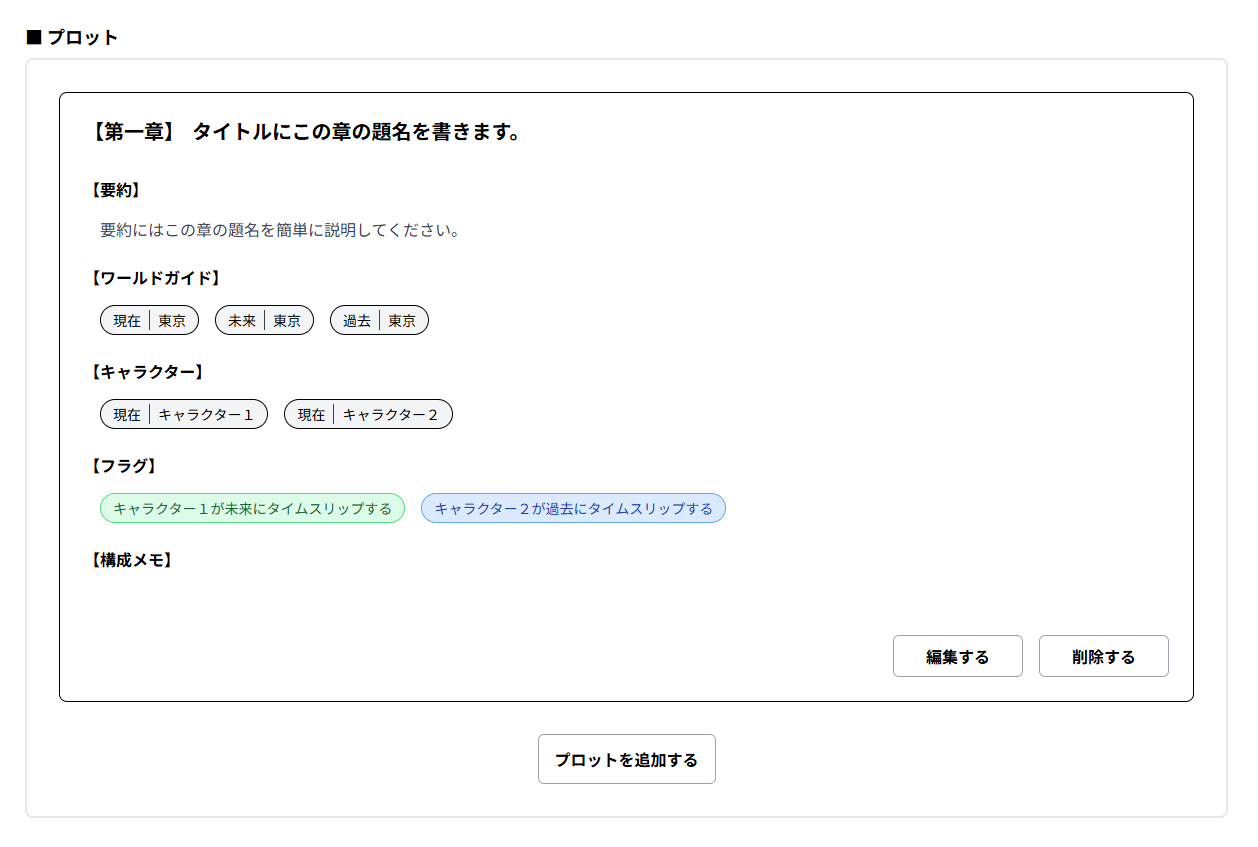 ■ プロット
【第一章】 タイトルにこの章の題名を書きます。
【要約】
要約にはこの章の題名を簡単に説明してください。
【ワールドガイド】
現在 | 東京 未来 | 東京 過去 | 東京
【キャラクター】
現在 | キャラクター１ 現在 | キャラクター２
【フラグ】
キャラクター１が未来にタイムスリップする キャラクター２が過去にタイムスリップする
【構成メモ】
編集する 削除する
プロットを追加する